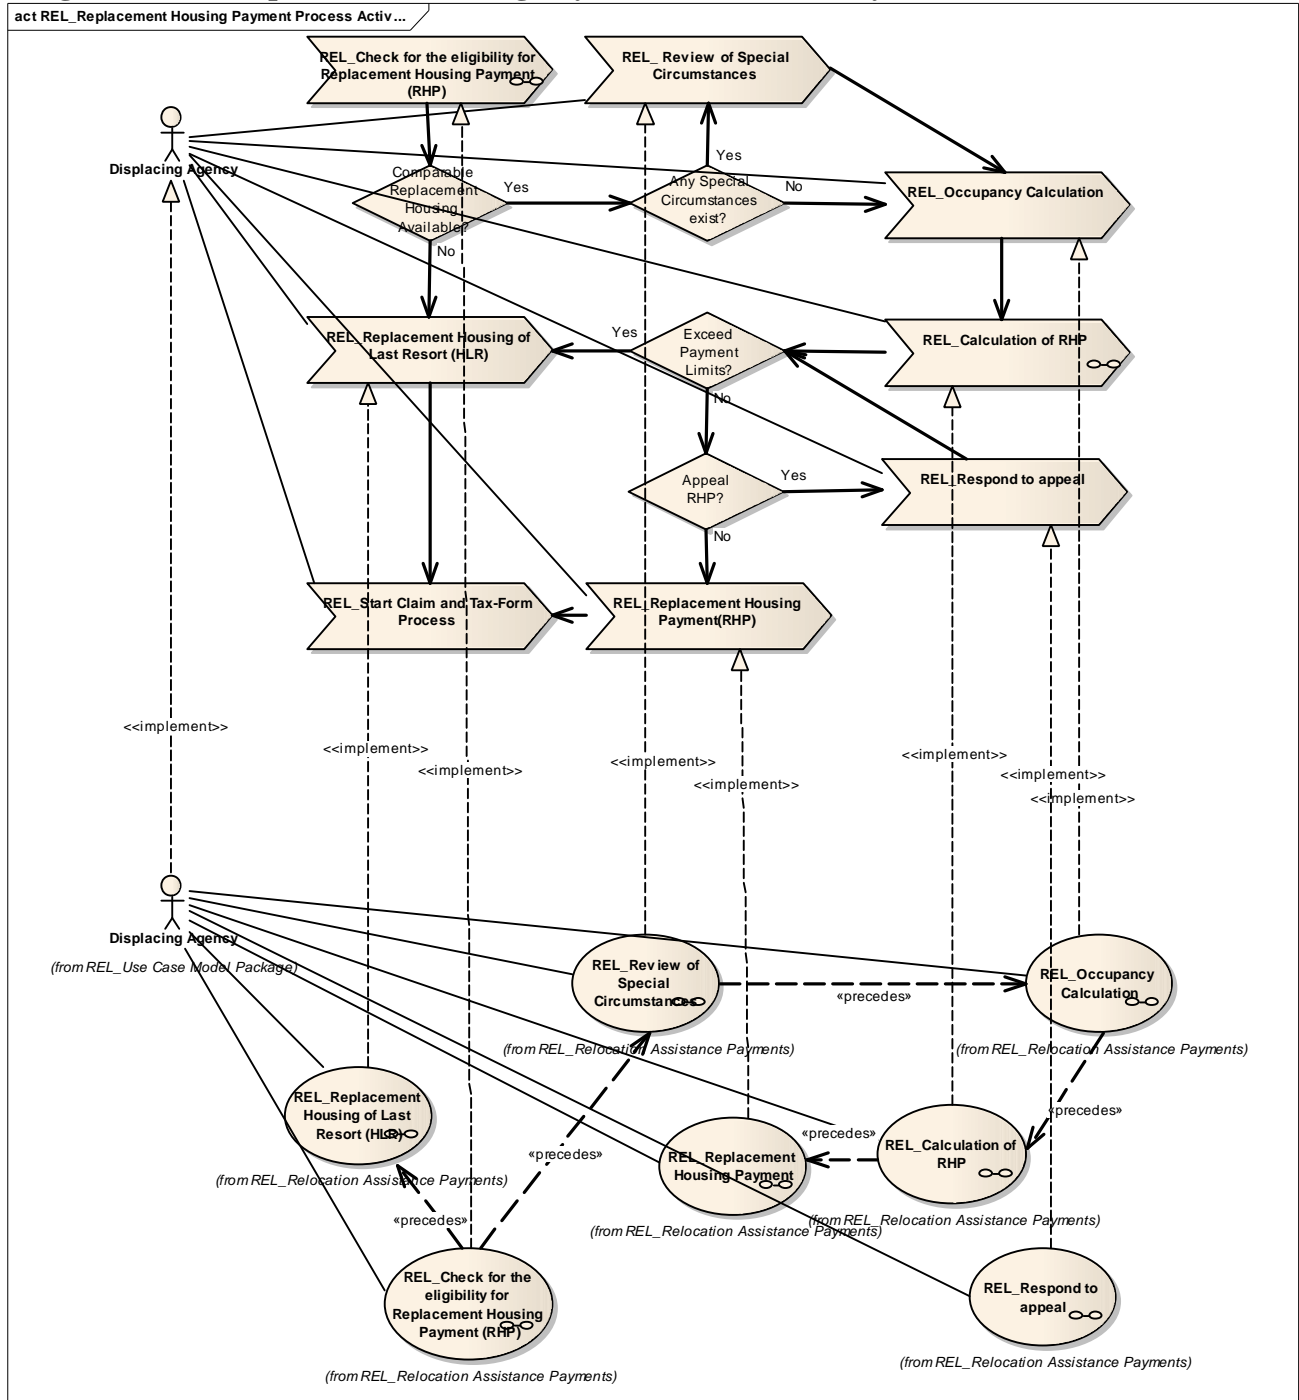 act REL_Replacement Housing Payment Process Activ...
REL_Check for the eligibility for
Replacement Housing Payment
(RHP)
REL_ Review of Special
Circumstances
Displacing Agency
Comparable
Replacement
Housing
Available?
Yes
Any Special
Circumstances
exist?
Yes
No
REL_Occupancy Calculation
No
REL_Replacement Housing of
Last Resort (HLR)
Yes
Exceed
Payment
Limits?
REL_Calculation of RHP
No
Appeal
RHP?
Yes
REL_Respond to appeal
No
REL_Start Claim and Tax-Form
Process
REL_Replacement Housing
Payment(RHP)
<<implement>>
<<implement>>
<<implement>>
<<implement>>
<<implement>>
<<implement>>
<<implement>>
<<implement>>
Displacing Agency
(from REL_Use Case Model Package)
REL_Review of
Special
Circumstances
(from REL_Relocation Assistance Payments)
«precedes»
REL_Occupancy
Calculation
(from REL_Relocation Assistance Payments)
REL_Replacement
Housing of Last
Resort (HLR)
(from REL_Relocation Assistance Payments)
«precedes»
«precedes»
REL_Replacement
Housing Payment
(from REL_Relocation Assistance Payments)
«precedes»
REL_Calculation of
RHP
(from REL_Relocation Assistance Payments)
«precedes»
REL_Check for the
eligibility for
Replacement Housing
Payment (RHP)
(from REL_Relocation Assistance Payments)
REL_Respond to
appeal
(from REL_Relocation Assistance Payments)